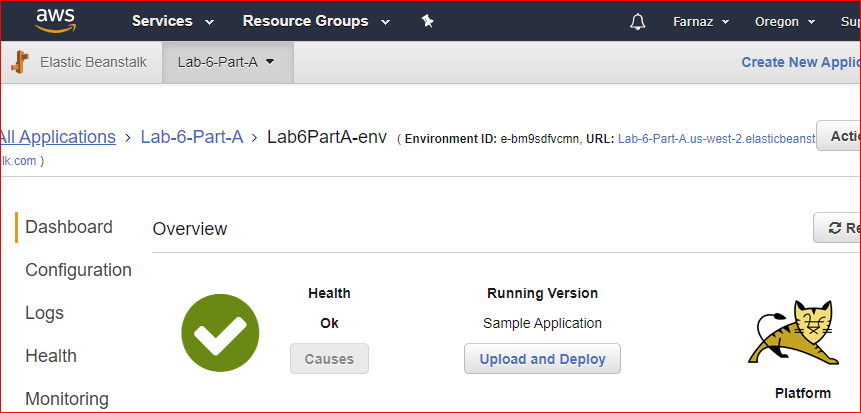 aws Services Resource Groups Farnaz Oregon Sup
Elastic Beanstalk Lab-6-Part-A Create New Applic
All Applications > Lab-6-Part-A > Lab6PartA-env ( Environment ID: e-bm9sdfvcmn, URL: Lab-6-Part-A.us-west-2.elasticbeanst Actio
lk.com )
Dashboard Overview Re
Configuration
Health Running Version
Logs Ok Sample Application
Health Causes Upload and Deploy
Monitoring Platform